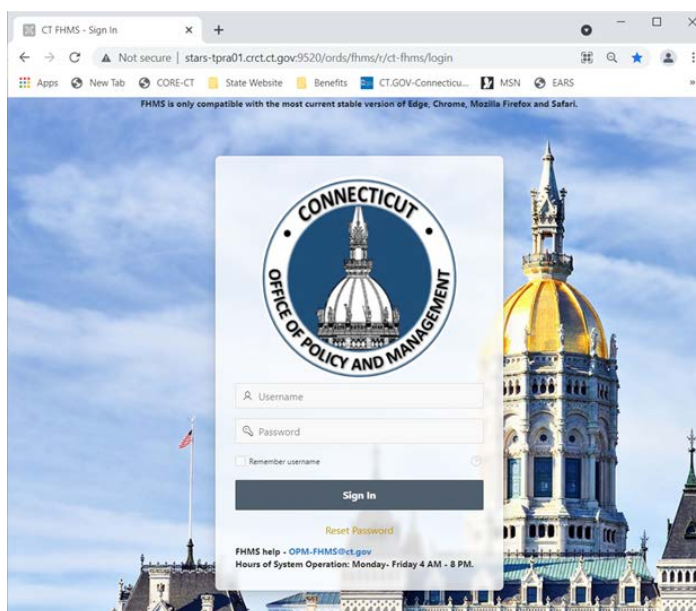 CT FHMS - Sign In
Not secure | stars-tpra01.crct.ct.gov:9520/ords/fhms/r/ct-fhms/login
Apps New Tab CORE-CT State Website Benefits CT.GOV-Connecticu... MSN EARS »
FHMS is only compatible with the most current stable version of Edge, Chrome, Mozilla Firefox and Safari.
CONNECTICUT
OFFICE OF POLICY AND MANAGEMENT
Username
Password
Remember username
Sign In
Reset Password
FHMS help - OPM-FHMS@ct.gov
Hours of System Operation: Monday- Friday 4 AM - 8 PM.